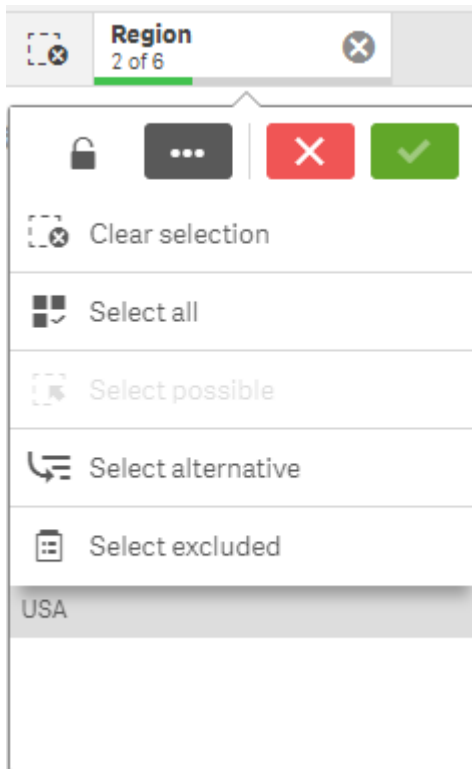 Region
2 of 6
Clear selection
Select all
Select possible
Select alternative
Select excluded
USA